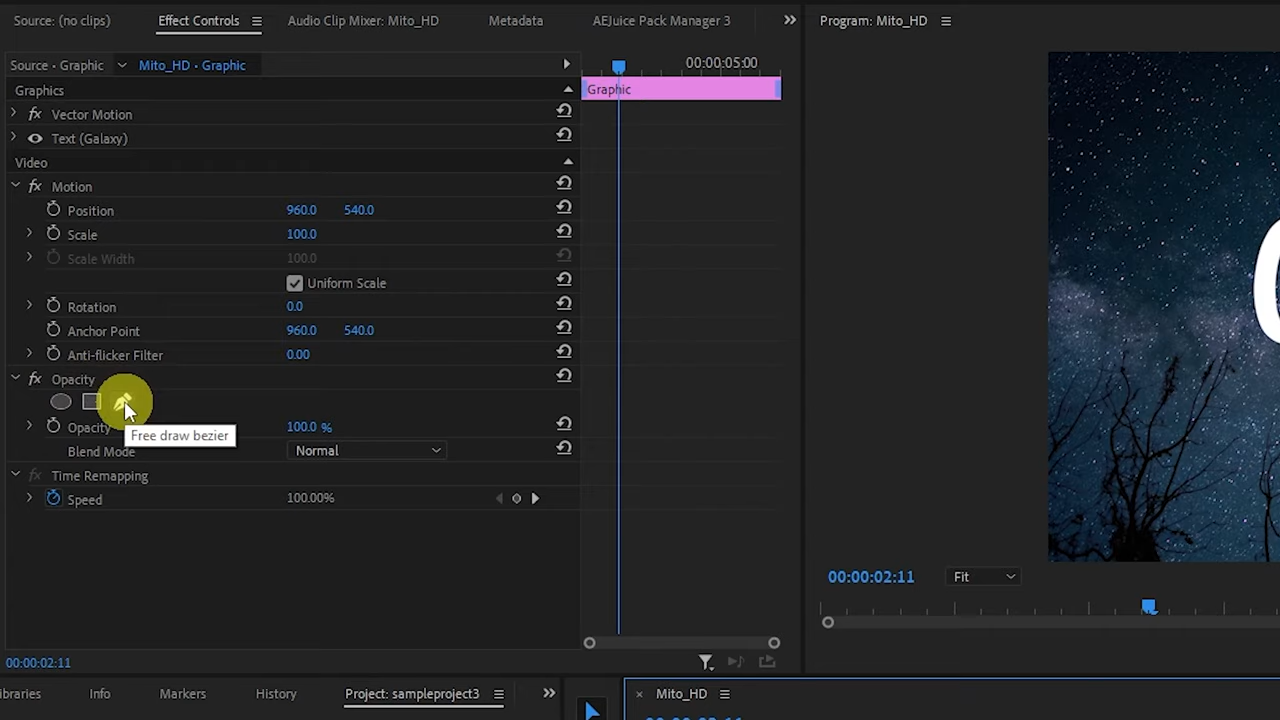 Source: (no clips)
Effect Controls
Audio Clip Mixer: Mito_HD
Metadata
AEJuice Pack Manager 3
Program: Mito_HD
Source · Graphic
Mito_HD · Graphic
00:00:05:00
Graphics
Graphic
Vector Motion
Text (Galaxy)
Video
fx Motion
Position 960.0 540.0
Scale 100.0
Scale Width 100.0
Uniform Scale
Rotation 0.0
Anchor Point 960.0 540.0
Anti-flicker Filter 0.00
fx Opacity
Opacity 100.0 %
Free draw bezier
Blend Mode Normal
fx Time Remapping
Speed 100.00%
00:00:02:11
Fit
00:00:02:11
ibraries
Info
Markers
History
Project: sampleproject3
Mito_HD